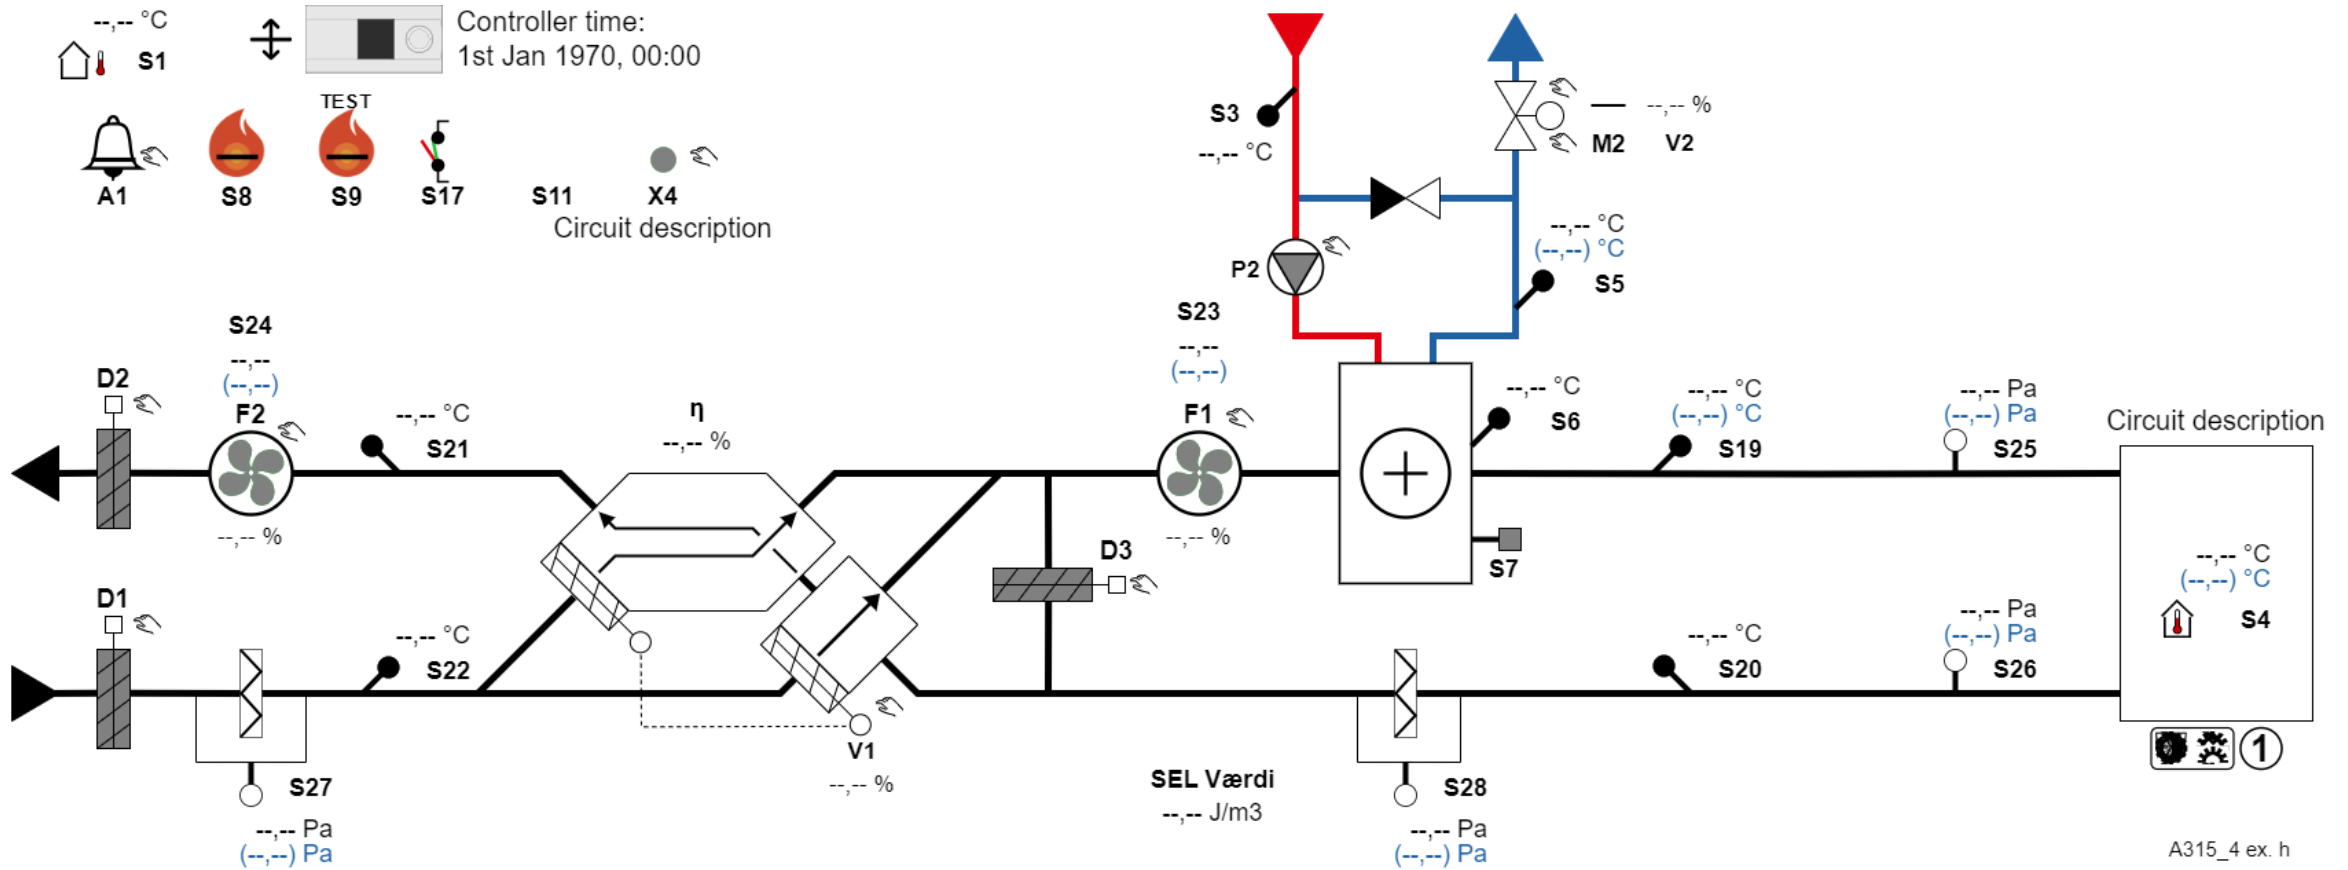 --,-- °C
S1
Controller time:
1st Jan 1970, 00:00
TEST
A1
S8
S9
S17
S11
X4
Circuit description
S3
--,-- °C
--,-- %
M2
V2
--,-- °C
(--,--) °C
S5
P2
S24
--,--
(--,--)
F2
--,-- %
D2
--,-- °C
S21
η
--,-- %
S23
--,--
(--,--)
F1
--,-- %
--,-- °C
S6
S7
--,-- °C
(--,--) °C
S19
--,-- Pa
(--,--) Pa
S25
Circuit description
D1
--,-- °C
S22
D3
--,-- °C
(--,--) °C
S4
--,-- °C
S20
--,-- Pa
(--,--) Pa
S26
1
S27
--,-- Pa
(--,--) Pa
V1
--,-- %
SEL Værdi
--,-- J/m3
S28
--,-- Pa
(--,--) Pa
A315_4 ex. h